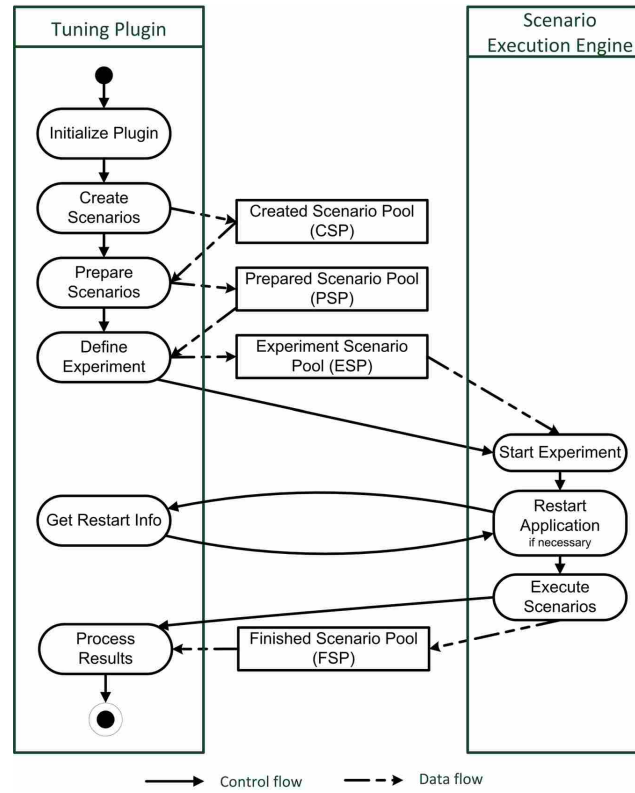 Tuning Plugin
Scenario
Execution Engine
Initialize Plugin
Create
Scenarios
Created Scenario Pool
(CSP)
Prepare
Scenarios
Prepared Scenario Pool
(PSP)
Define
Experiment
Experiment Scenario
Pool (ESP)
Start Experiment
Get Restart Info
Restart
Application
if necessary
Execute
Scenarios
Process
Results
Finished Scenario Pool
(FSP)
Control flow
Data flow